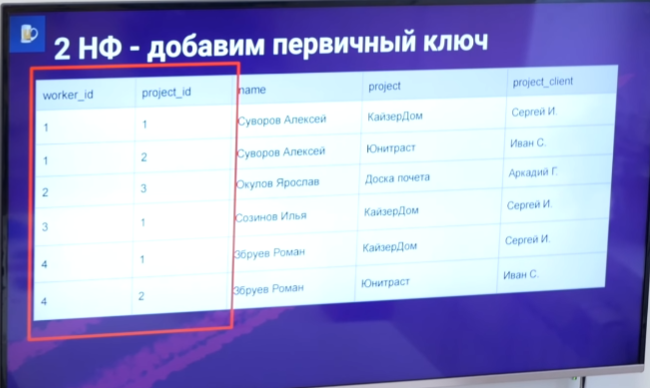 2 НФ - добавим первичный ключ
worker_id project_id name project project_client
1 1 Суворов Алексей КайзерДом Сергей И.
1 2 Суворов Алексей Юнитраст Иван С.
2 3 Окулов Ярослав Доска почета Аркадий Г.
3 1 Созинов Илья КайзерДом Сергей И.
4 1 Збруев Роман КайзерДом Сергей И.
4 2 Збруев Роман Юнитраст Иван С.